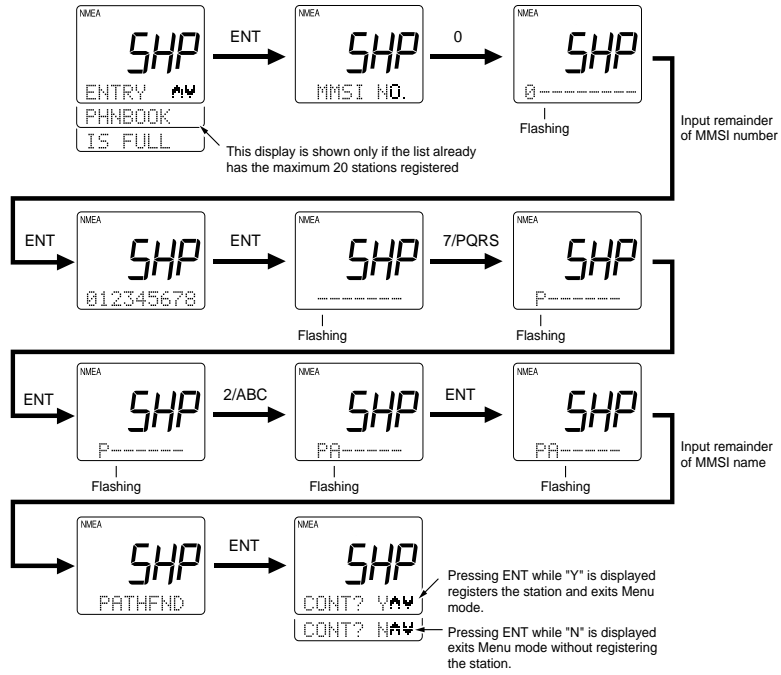 NMEA
SHP
ENTRY
PHNBOOK
IS FULL
ENT
NMEA
SHP
MMSI NO.
0
NMEA
SHP
0--------
Flashing
Input remainder
of MMSI number
This display is shown only if the list already
has the maximum 20 stations registered
ENT
NMEA
SHP
012345678
ENT
NMEA
SHP
-------
Flashing
7/PQRS
NMEA
SHP
P------
Flashing
ENT
NMEA
SHP
P------
Flashing
2/ABC
NMEA
SHP
PA-----
Flashing
ENT
NMEA
SHP
PA-----
Flashing
Input remainder
of MMSI name
NMEA
SHP
PATHFND
ENT
NMEA
SHP
CONT? Y
CONT? N
Pressing ENT while "Y" is displayed
registers the station and exits Menu
mode.
Pressing ENT while "N" is displayed
exits Menu mode without registering
the station.